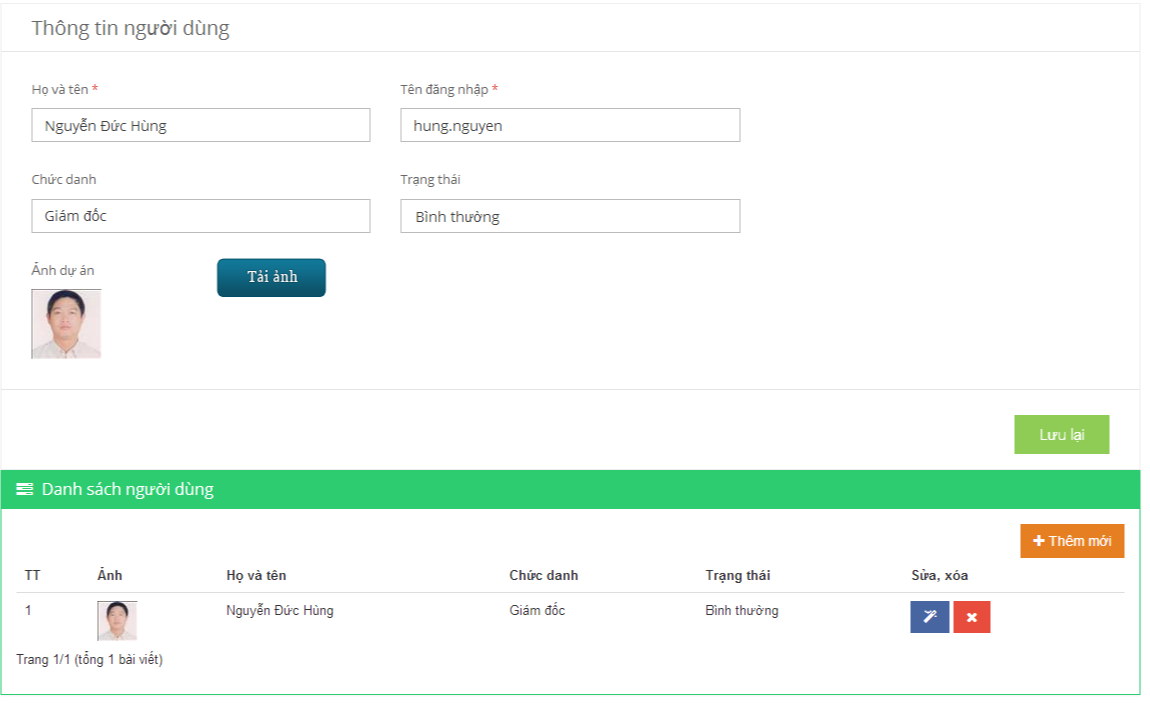 Thông tin người dùng
Họ và tên * Tên đăng nhập *
Nguyễn Đức Hùng hung.nguyen
Chức danh Trạng thái
Giám đốc Bình thường
Ảnh dự án Tải ảnh
Lưu lại
Danh sách người dùng
Thêm mới
TT Ảnh Họ và tên Chức danh Trạng thái Sửa, xóa
1 Nguyễn Đức Hùng Giám đốc Bình thường
Trang 1/1 (tổng 1 bài viết)